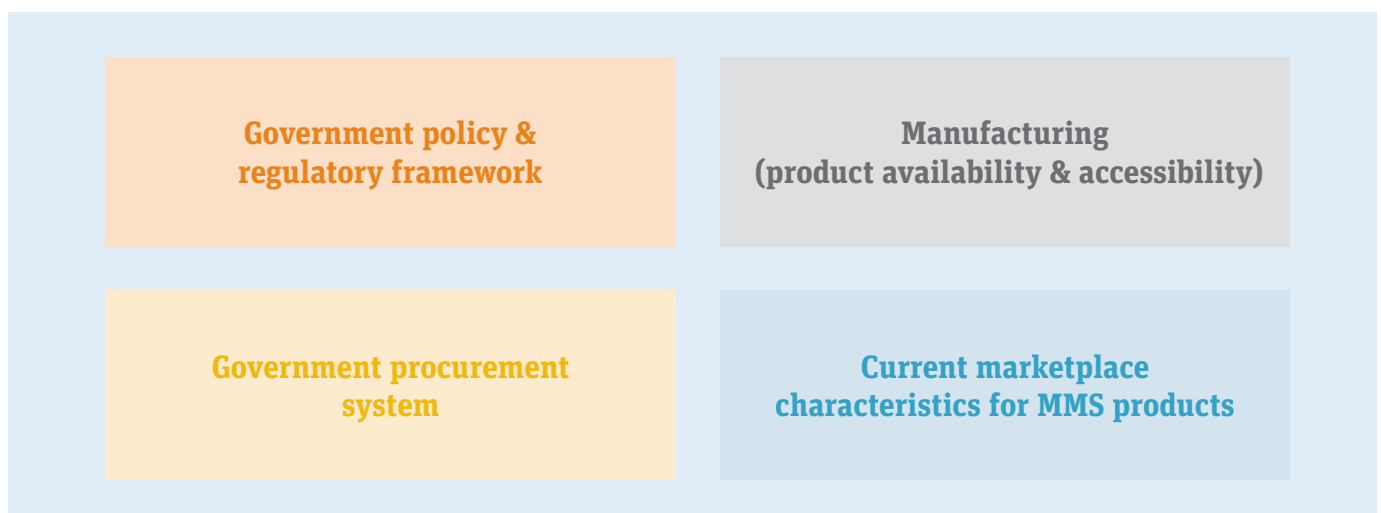 Government policy &
regulatory framework
Manufacturing
(product availability & accessibility)
Government procurement
system
Current marketplace
characteristics for MMS products